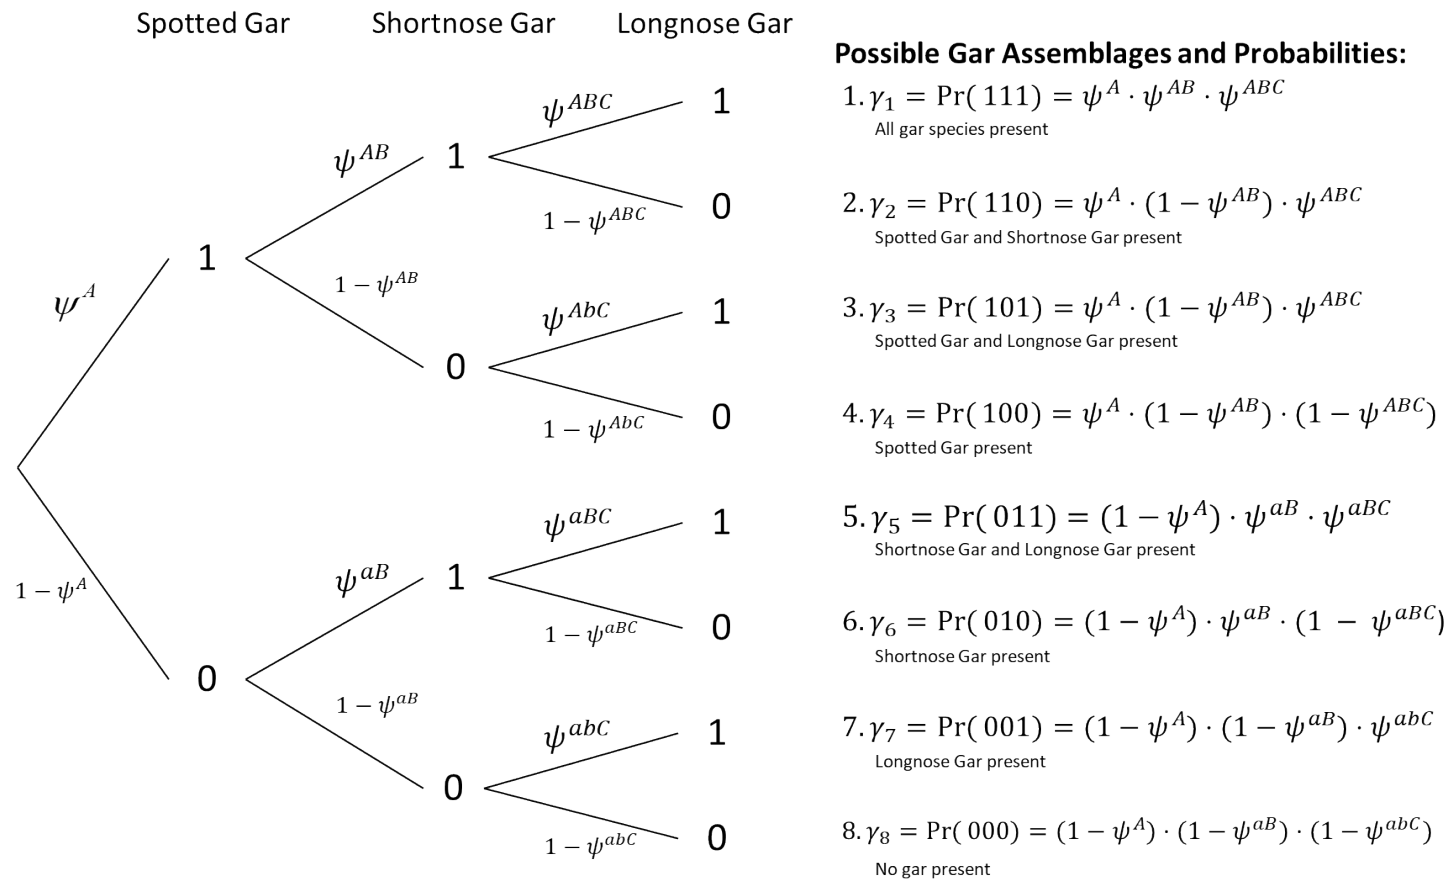 Spotted Gar Shortnose Gar Longnose Gar
Possible Gar Assemblages and Probabilities:
ψ^A
1 − ψ^A
1
0
ψ^AB
1 − ψ^AB
ψ^aB
1 − ψ^aB
1
0
1
0
ψ^ABC
1 − ψ^ABC
ψ^AbC
1 − ψ^AbC
ψ^aBC
1 − ψ^aBC
ψ^abC
1 − ψ^abC
1
0
1
0
1
0
1
0
1. γ₁ = Pr( 111) = ψ^A · ψ^AB · ψ^ABC
All gar species present
2. γ₂ = Pr( 110) = ψ^A · (1 − ψ^AB) · ψ^ABC
Spotted Gar and Shortnose Gar present
3. γ₃ = Pr( 101) = ψ^A · (1 − ψ^AB) · ψ^ABC
Spotted Gar and Longnose Gar present
4. γ₄ = Pr( 100) = ψ^A · (1 − ψ^AB) · (1 − ψ^ABC)
Spotted Gar present
5. γ₅ = Pr( 011) = (1 − ψ^A) · ψ^aB · ψ^aBC
Shortnose Gar and Longnose Gar present
6. γ₆ = Pr( 010) = (1 − ψ^A) · ψ^aB · (1 − ψ^aBC)
Shortnose Gar present
7. γ₇ = Pr( 001) = (1 − ψ^A) · (1 − ψ^aB) · ψ^abC
Longnose Gar present
8. γ₈ = Pr( 000) = (1 − ψ^A) · (1 − ψ^aB) · (1 − ψ^abC)
No gar present